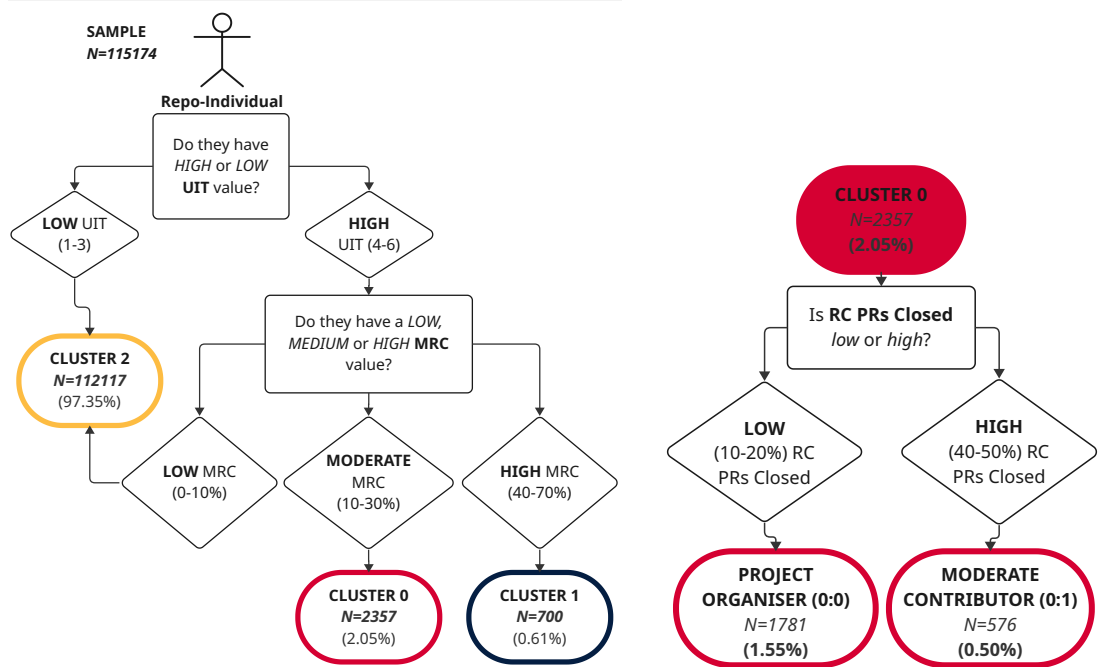 SAMPLE
N=115174
Repo-Individual
Do they have
HIGH or LOW
UIT value?
LOW UIT
(1-3)
HIGH
UIT (4-6)
CLUSTER 2
N=112117
(97.35%)
Do they have a LOW,
MEDIUM or HIGH MRC
value?
LOW MRC
(0-10%)
MODERATE
MRC
(10-30%)
HIGH MRC
(40-70%)
CLUSTER 0
N=2357
(2.05%)
CLUSTER 1
N=700
(0.61%)
CLUSTER 0
N=2357
(2.05%)
Is RC PRs Closed
low or high?
LOW
(10-20%) RC
PRs Closed
HIGH
(40-50%) RC
PRs Closed
PROJECT
ORGANISER (0:0)
N=1781
(1.55%)
MODERATE
CONTRIBUTOR (0:1)
N=576
(0.50%)